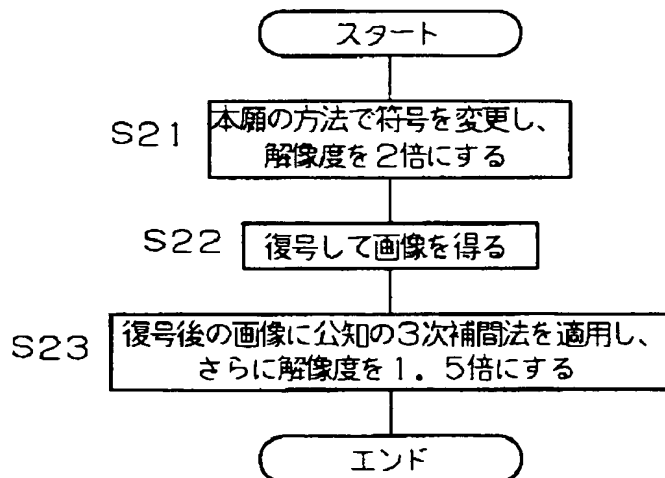 スタート
S21
本願の方法で符号を変更し、
解像度を2倍にする
S22
復号して画像を得る
S23
復号後の画像に公知の3次補間法を適用し、
さらに解像度を1.5倍にする
エンド